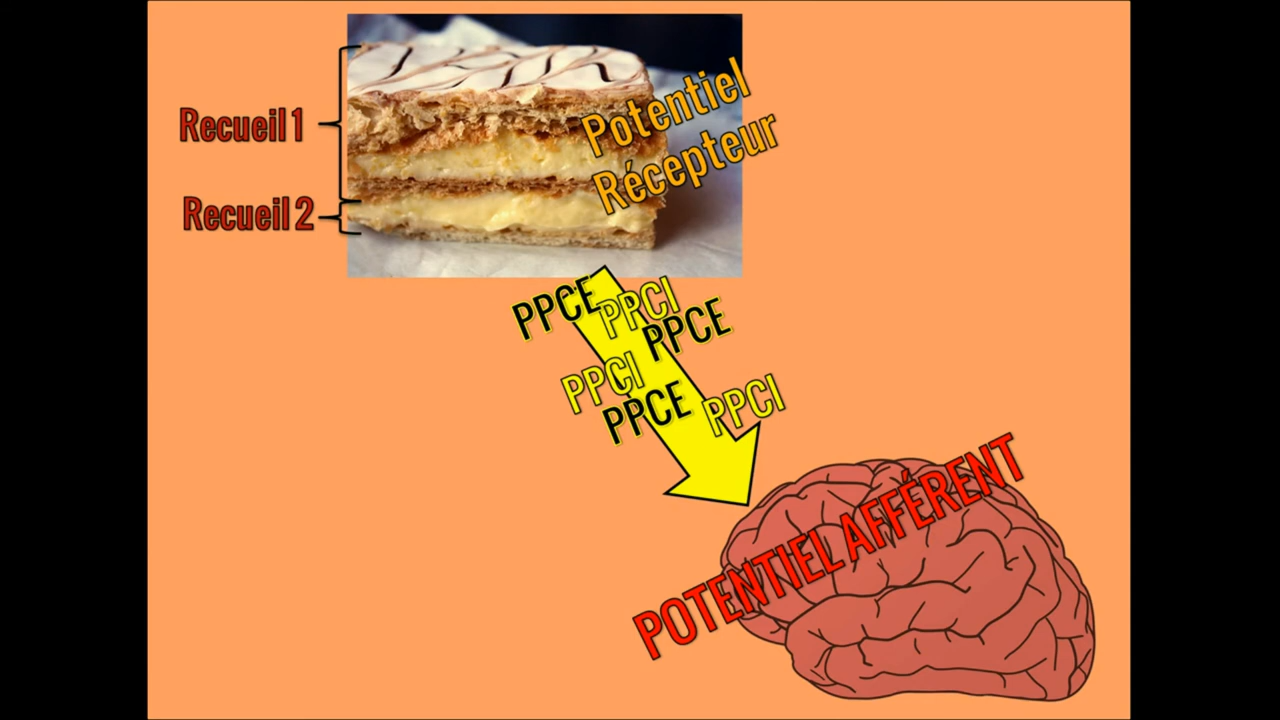 Recueil 1
Potentiel
Récepteur
Recueil 2
PPCE
PPCI
PPCE
PPCI
PPCE
PPCI
POTENTIEL AFFÉRENT